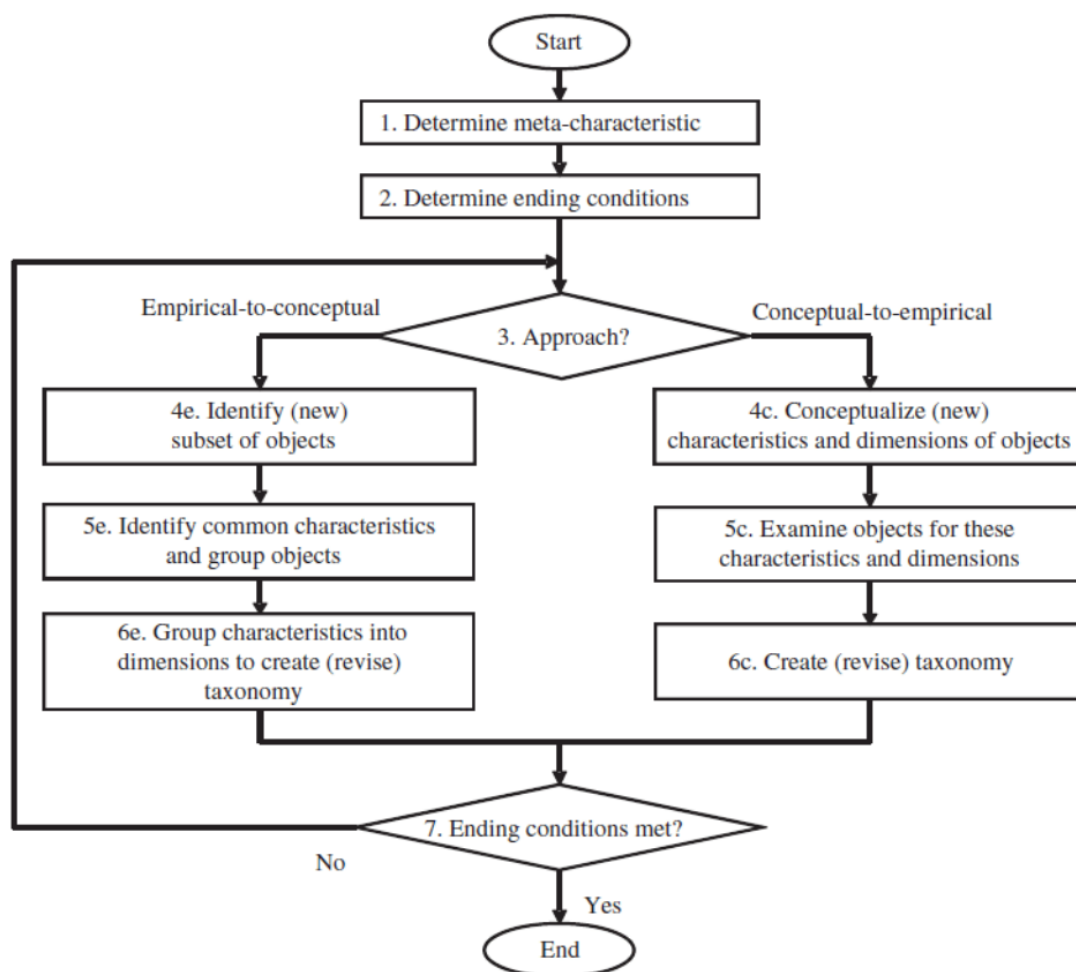 Start
1. Determine meta-characteristic
2. Determine ending conditions
Empirical-to-conceptual
Conceptual-to-empirical
3. Approach?
4e. Identify (new)
subset of objects
4c. Conceptualize (new)
characteristics and dimensions of objects
5e. Identify common characteristics
and group objects
5c. Examine objects for these
characteristics and dimensions
6e. Group characteristics into
dimensions to create (revise)
taxonomy
6c. Create (revise) taxonomy
7. Ending conditions met?
No
Yes
End